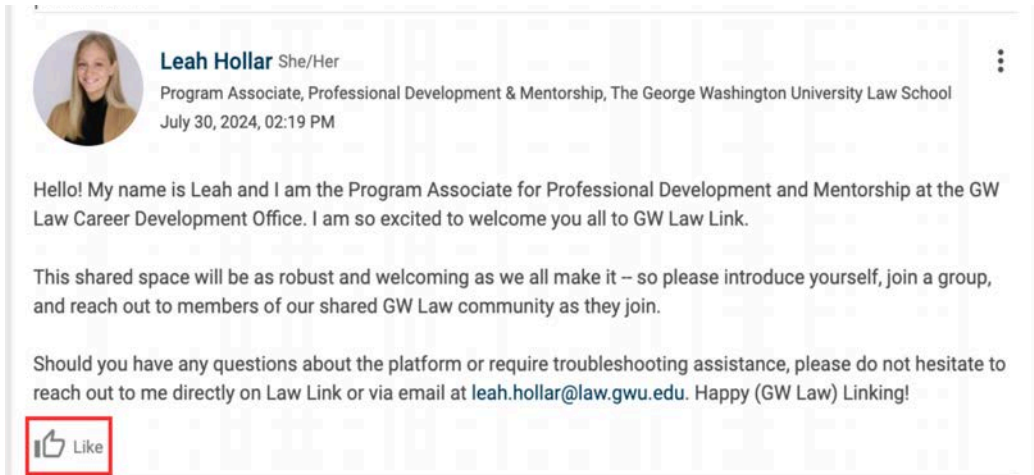 Leah Hollar She/Her
Program Associate, Professional Development & Mentorship, The George Washington University Law School
July 30, 2024, 02:19 PM
Hello! My name is Leah and I am the Program Associate for Professional Development and Mentorship at the GW
Law Career Development Office. I am so excited to welcome you all to GW Law Link.
This shared space will be as robust and welcoming as we all make it -- so please introduce yourself, join a group,
and reach out to members of our shared GW Law community as they join.
Should you have any questions about the platform or require troubleshooting assistance, please do not hesitate to
reach out to me directly on Law Link or via email at leah.hollar@law.gwu.edu. Happy (GW Law) Linking!
Like